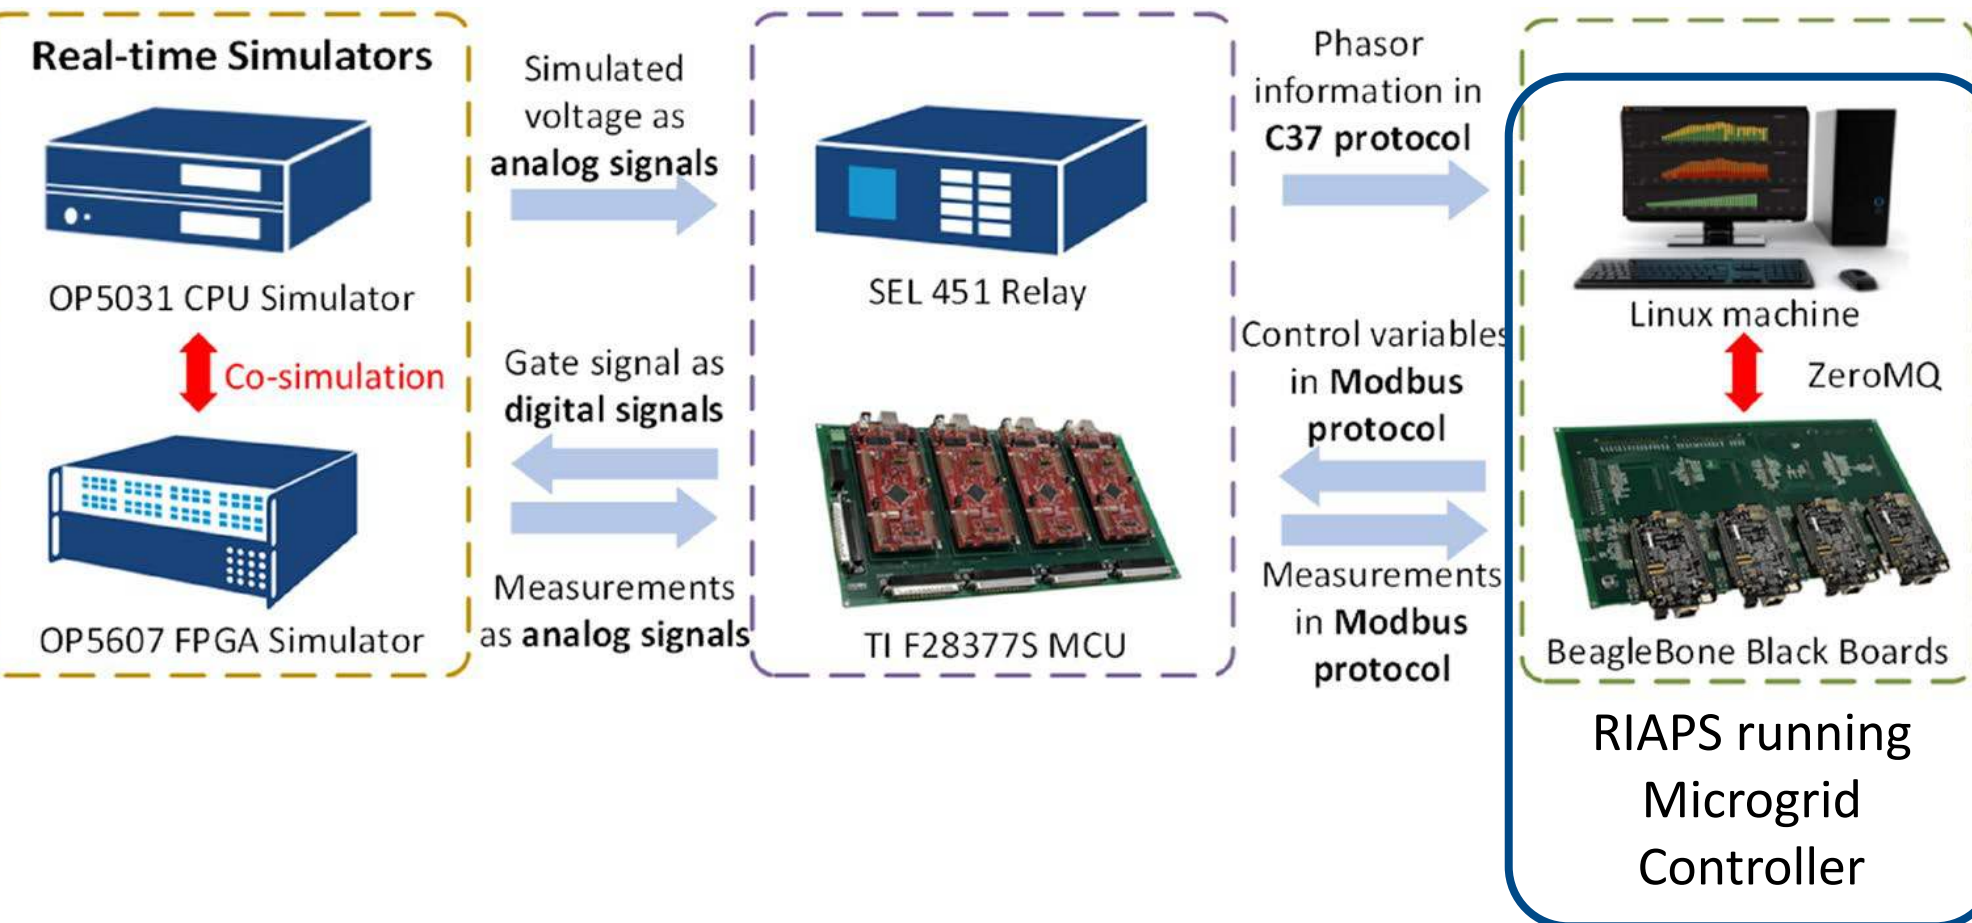 Real-time Simulators
OP5031 CPU Simulator
Co-simulation
OP5607 FPGA Simulator
Simulated
voltage as
analog signals
Gate signal as
digital signals
Measurements
as analog signals
SEL 451 Relay
TI F28377S MCU
Phasor
information in
C37 protocol
Control variables
in Modbus
protocol
Measurements
in Modbus
protocol
Linux machine
ZeroMQ
BeagleBone Black Boards
RIAPS running
Microgrid
Controller